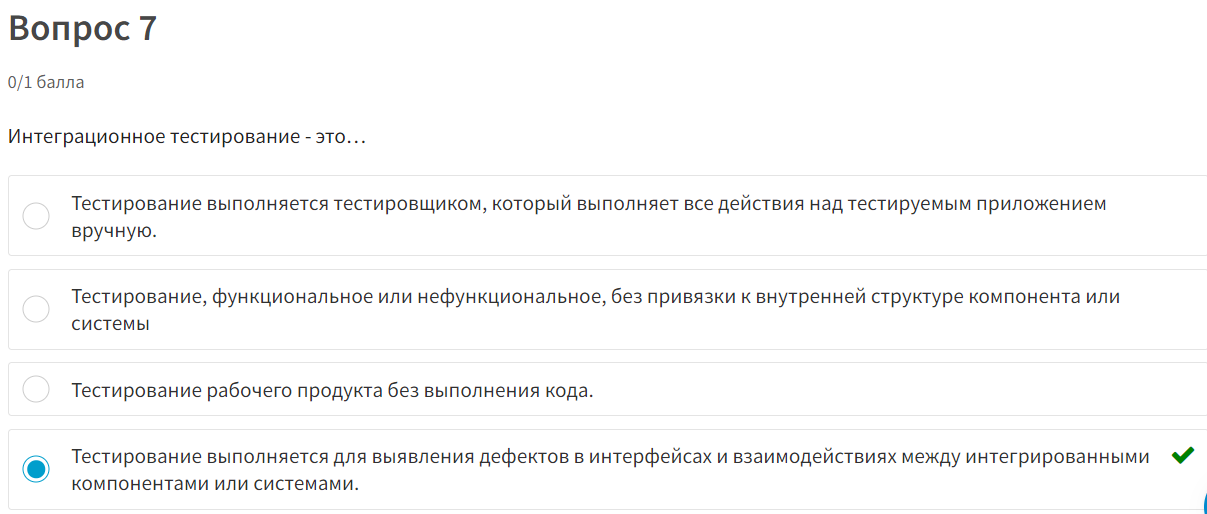 Вопрос 7
0/1 балла
Интеграционное тестирование - это…
Тестирование выполняется тестировщиком, который выполняет все действия над тестируемым приложением
вручную.
Тестирование, функциональное или нефункциональное, без привязки к внутренней структуре компонента или
системы
Тестирование рабочего продукта без выполнения кода.
Тестирование выполняется для выявления дефектов в интерфейсах и взаимодействиях между интегрированными
компонентами или системами.